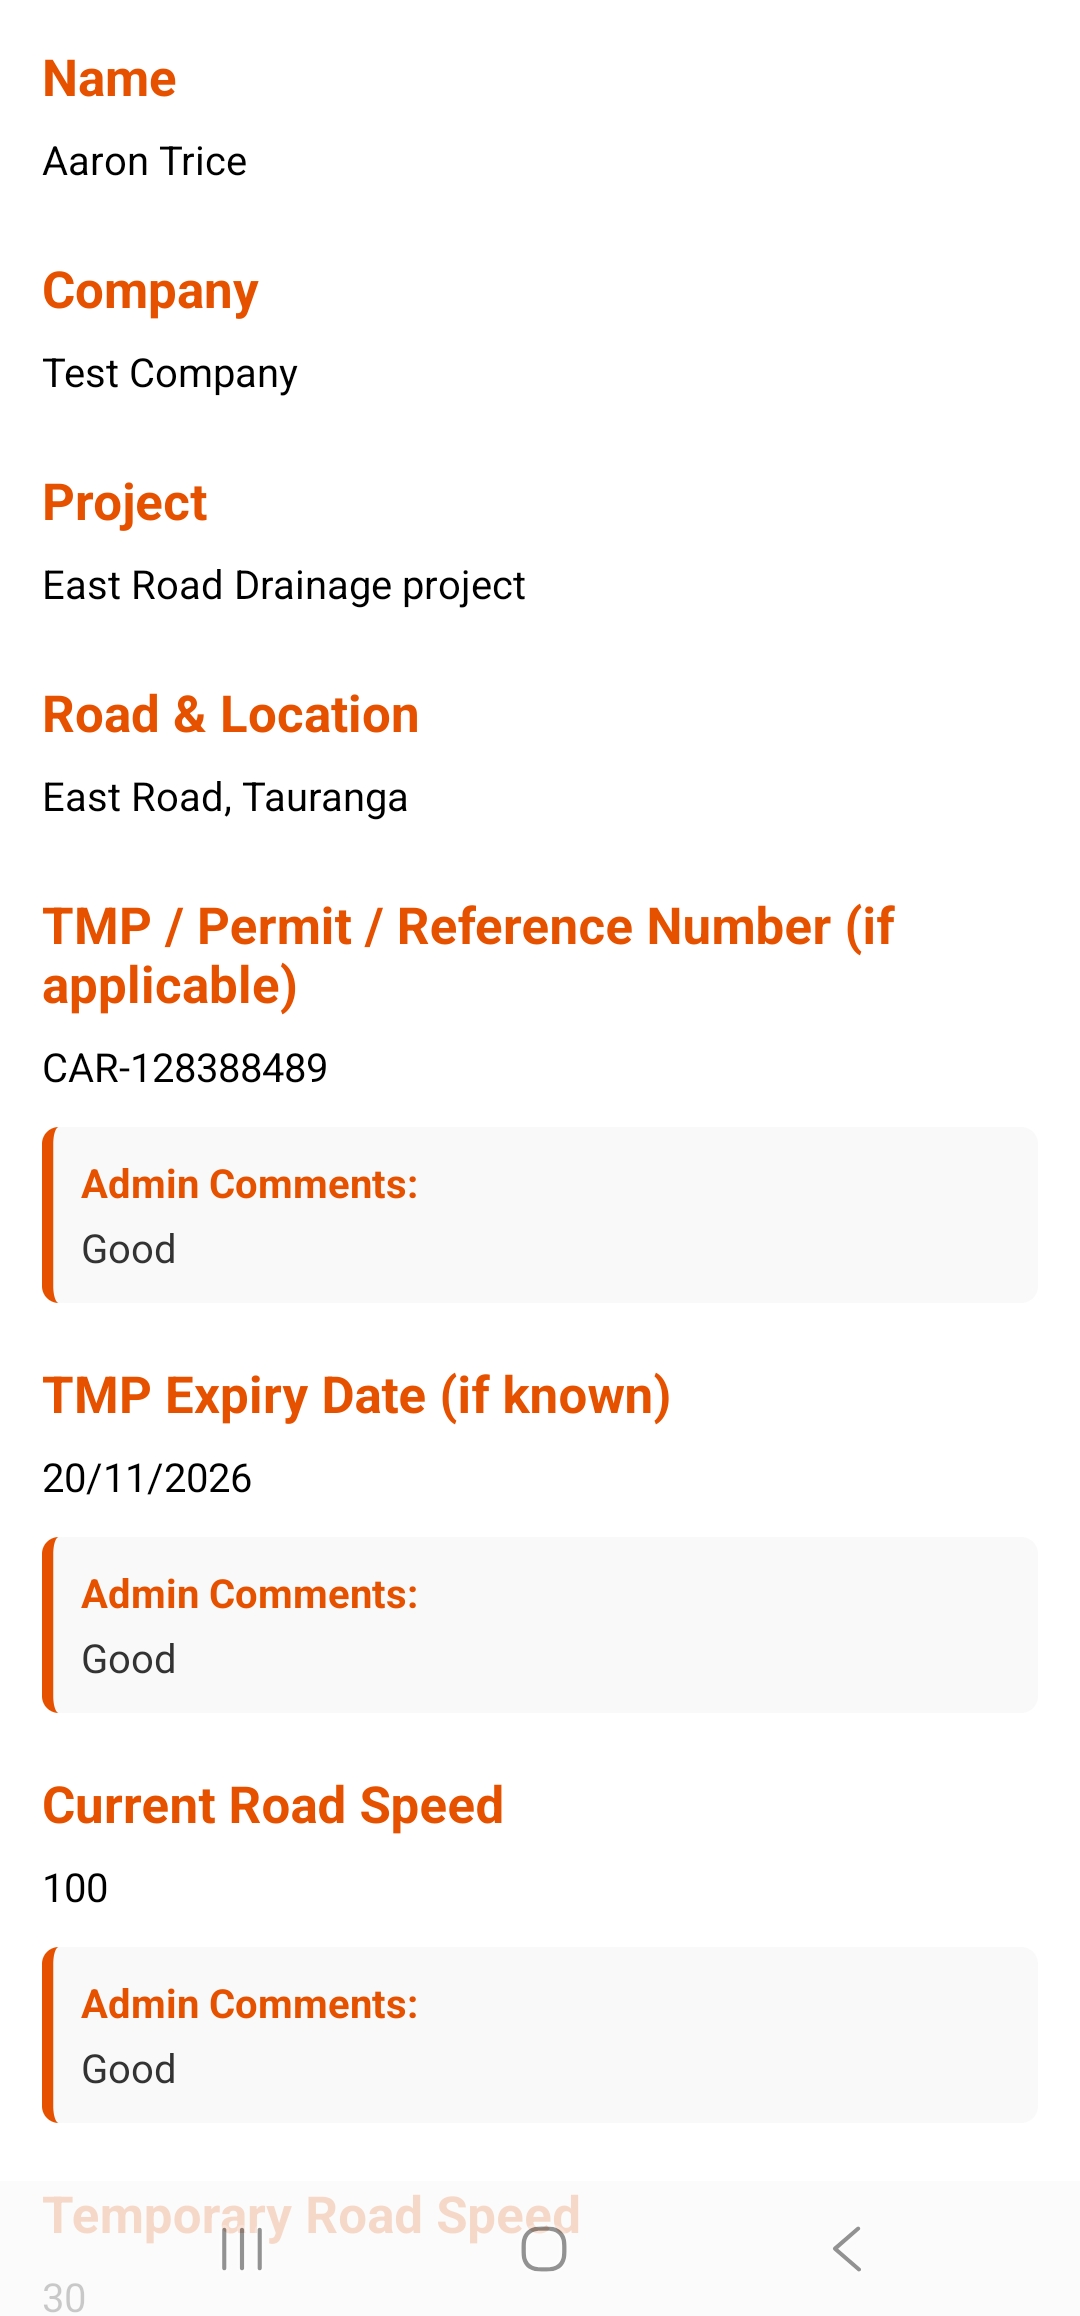 Name
Aaron Trice
Company
Test Company
Project
East Road Drainage project
Road & Location
East Road, Tauranga
TMP / Permit / Reference Number (if
applicable)
CAR-128388489
Admin Comments:
Good
TMP Expiry Date (if known)
20/11/2026
Admin Comments:
Good
Current Road Speed
100
Admin Comments:
Good
Temporary Road Speed
30